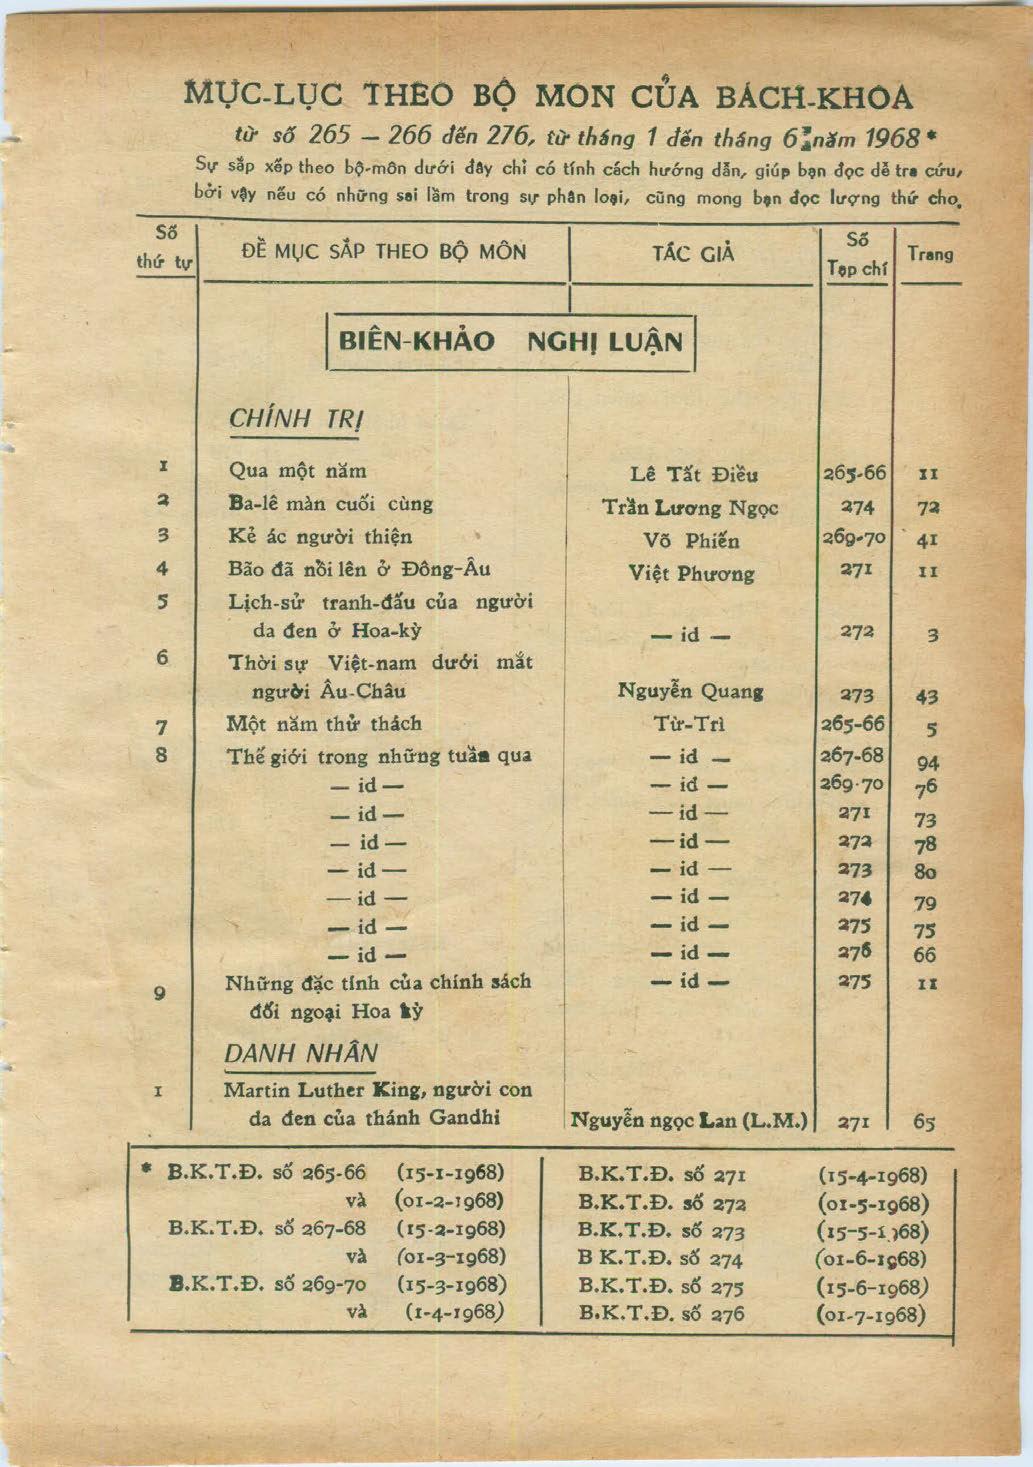 MỤC-LỤC THEO BỘ MON CỦA BÁCH-KHOA
từ số 265 — 266 đến 276, từ tháng 1 đến tháng 6 năm 1968*
Sự sắp xếp theo bộ-môn dưới đây chỉ có tính cách hướng dẫn, giúp bạn đọc dễ tra cứu,
bởi vậy nếu có những sai lầm trong sự phân loại, cũng mong bạn đọc lượng thứ cho.
Số thứ tự ĐỀ MỤC SẮP THEO BỘ MÔN TÁC GIẢ Số Tạp chí Trang
BIÊN-KHẢO NGHỊ LUẬN
CHÍNH TRỊ
1 Qua một năm Lê Tất Điều 265-66 11
2 Ba-lê màn cuối cùng Trần Lương Ngọc 274 72
3 Kẻ ác người thiện Võ Phiến 269-70 41
4 Bão đã nồi lên ở Đông-Âu Việt Phương 271 11
5 Lịch-sử tranh-đấu của người
da đen ở Hoa-kỳ — id — 272 3
6 Thời sự Việt-nam dưới mắt
người Âu-Châu Nguyễn Quang 273 43
7 Một năm thử thách Từ-Trì 265-66 5
8 Thế giới trong những tuần qua — id — 267-68 94
— id — — id — 269-70 76
— id — — id — 271 73
— id — — id — 272 78
— id — — id — 273 80
— id — — id — 274 79
— id — — id — 275 75
— id — — id — 276 66
9 Những đặc tính của chính sách — id — 275 11
đối ngoại Hoa kỳ
DANH NHÂN
1 Martin Luther King, người con
da đen của thánh Gandhi Nguyễn ngọc Lan (L.M.) 271 65
* B.K.T.Đ. số 265-66 (15-1-1968) B.K.T.Đ. số 271 (15-4-1968)
và (01-2-1968) B.K.T.Đ. số 272 (01-5-1968)
B.K.T.Đ. số 267-68 (15-2-1968) B.K.T.Đ. số 273 (15-5-1968)
và (01-3-1968) B K.T.Đ. số 274 (01-6-1968)
B.K.T.Đ. số 269-70 (15-3-1968) B.K.T.Đ. số 275 (15-6-1968)
và (1-4-1968) B.K.T.Đ. số 276 (01-7-1968)